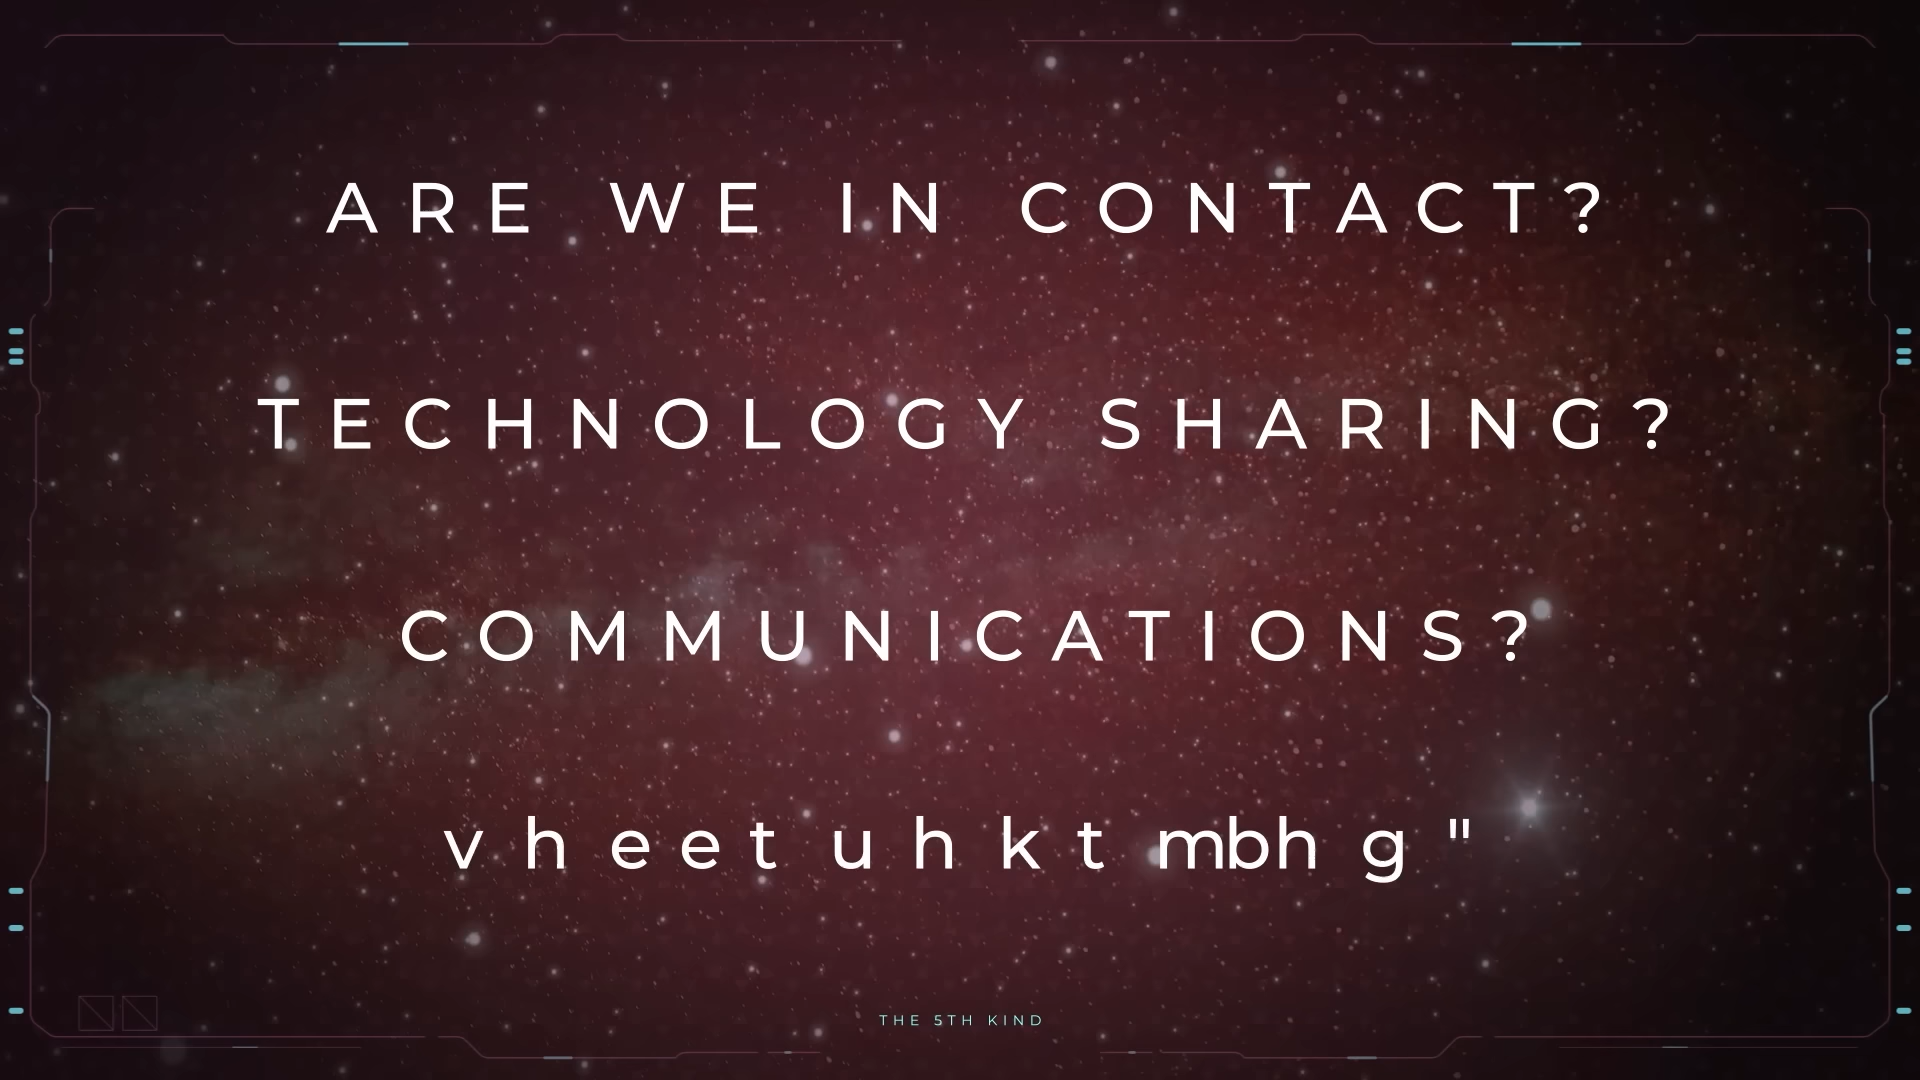 ARE WE IN CONTACT?
TECHNOLOGY SHARING?
COMMUNICATIONS?
v h e e t u h k t mbh g "
THE 5TH KIND